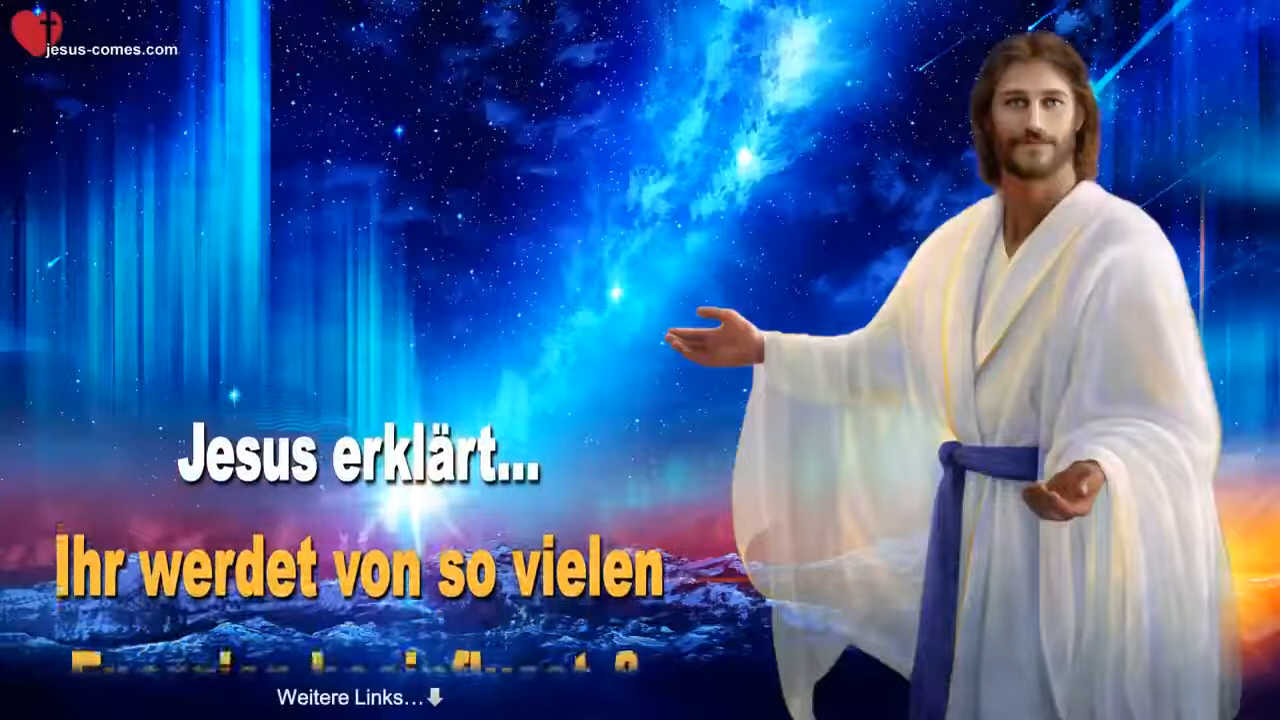 jesus-comes.com
Jesus erklärt...
Ihr werdet von so vielen
Weitere Links...